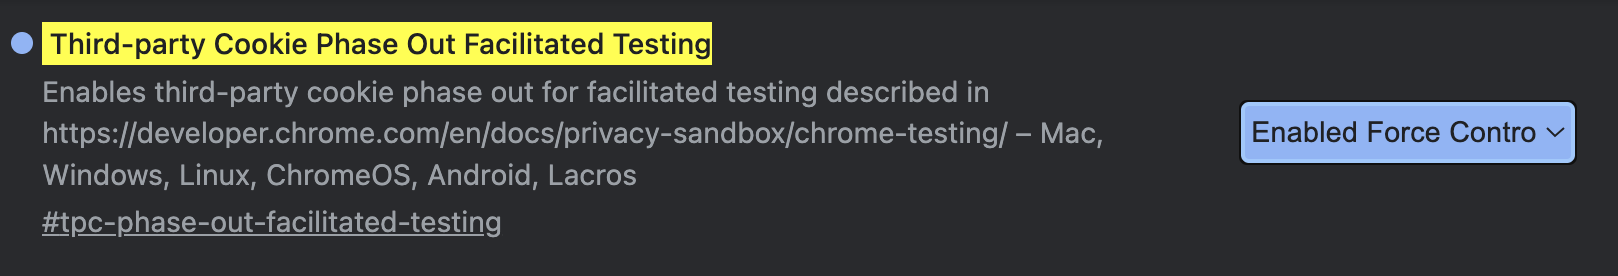 Third-party Cookie Phase Out Facilitated Testing
Enables third-party cookie phase out for facilitated testing described in
https://developer.chrome.com/en/docs/privacy-sandbox/chrome-testing/ – Mac,
Windows, Linux, ChromeOS, Android, Lacros
#tpc-phase-out-facilitated-testing
Enabled Force Contro